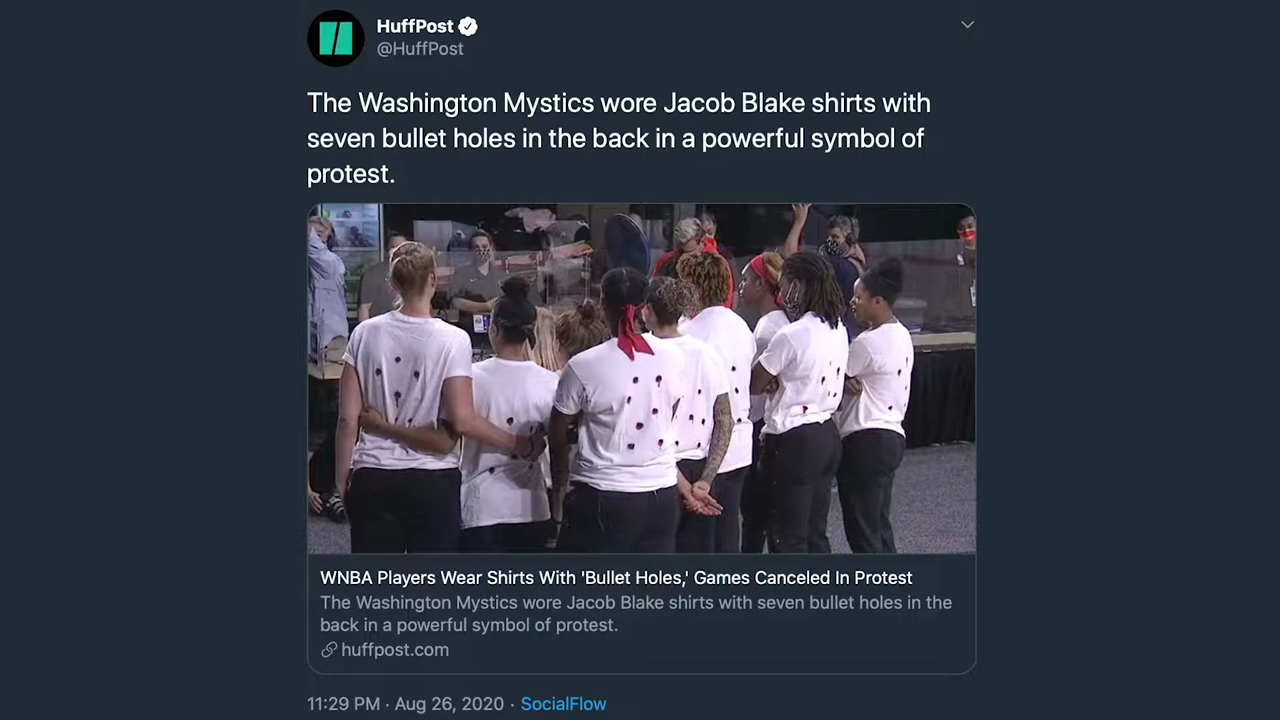 HuffPost
@HuffPost
The Washington Mystics wore Jacob Blake shirts with
seven bullet holes in the back in a powerful symbol of
protest.
WNBA Players Wear Shirts With 'Bullet Holes,' Games Canceled In Protest
The Washington Mystics wore Jacob Blake shirts with seven bullet holes in the
back in a powerful symbol of protest.
huffpost.com
11:29 PM · Aug 26, 2020 · SocialFlow